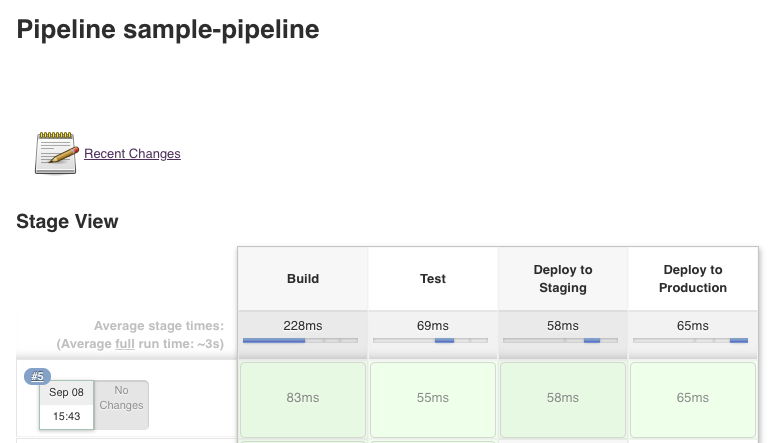 Pipeline sample-pipeline
Recent Changes
Stage View
Build
Test
Deploy to
Staging
Deploy to
Production
Average stage times:
(Average full run time: ~3s)
228ms
69ms
58ms
65ms
#5
Sep 08
15:43
No
Changes
83ms
55ms
58ms
65ms